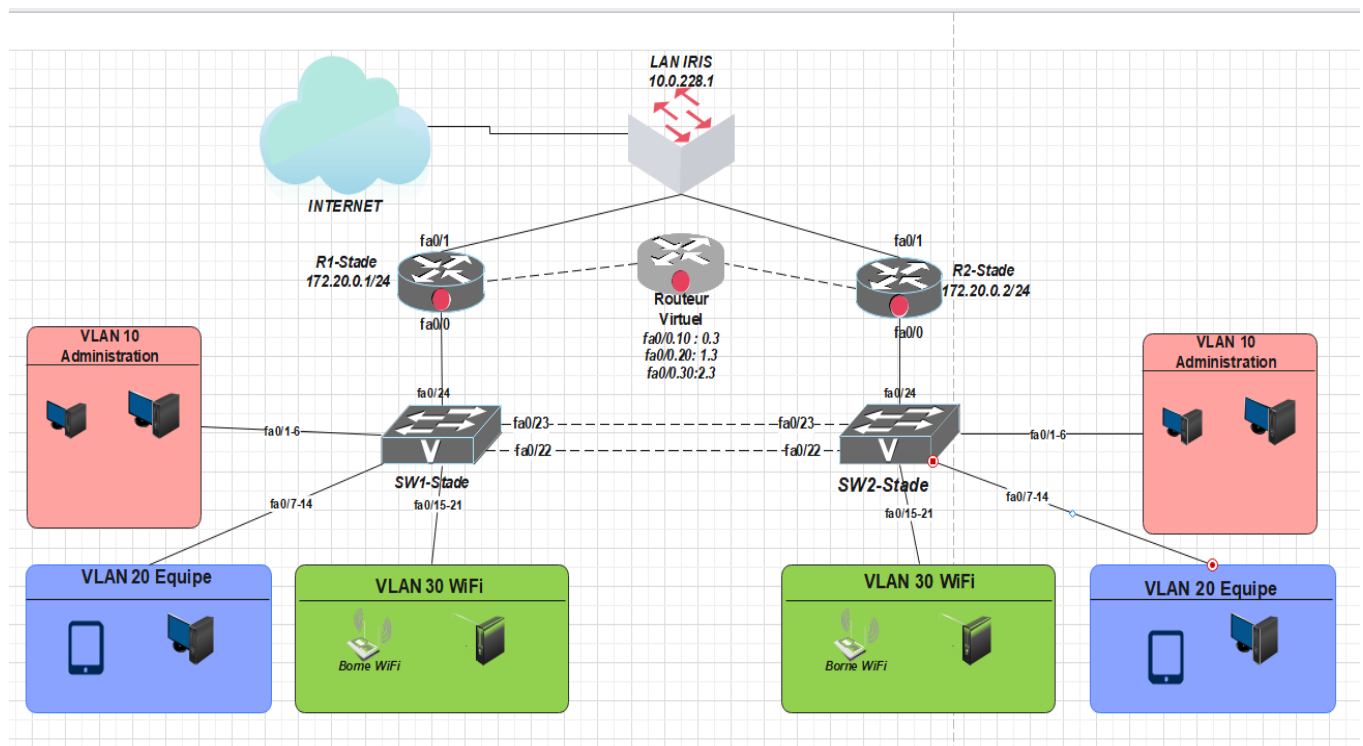 LAN IRIS
10.0.228.1
INTERNET
fa0/1
fa0/1
R1-Stade
172.20.0.1/24
R2-Stade
172.20.0.2/24
Routeur
Virtuel
fa0/0.10 : 0.3
fa0/0.20: 1.3
fa0/0.30:2.3
fa0/0
fa0/0
VLAN 10
Administration
VLAN 10
Administration
fa0/24
fa0/24
fa0/1-6
fa0/23
fa0/23
fa0/1-6
fa0/22
fa0/22
SW1-Stade
SW2-Stade
fa0/7-14
fa0/15-21
fa0/15-21
fa0/7-14
VLAN 20 Equipe
VLAN 30 WiFi
Borne WiFi
VLAN 30 WiFi
Borne WiFi
VLAN 20 Equipe